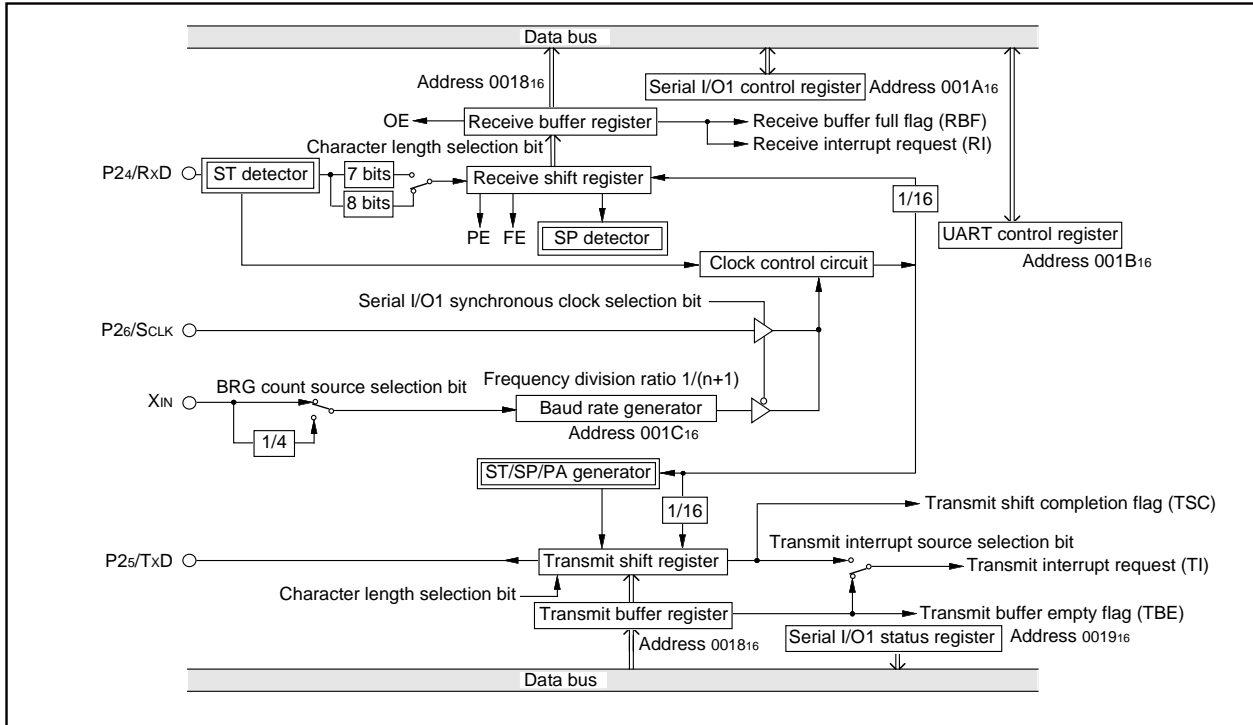 Data bus
Address 001816
Serial I/O1 control register Address 001A16
OE Receive buffer register Receive buffer full flag (RBF)
Character length selection bit Receive interrupt request (RI)
P24/RxD ST detector 7 bits Receive shift register
8 bits 1/16
PE FE SP detector UART control register
Clock control circuit Address 001B16
Serial I/O1 synchronous clock selection bit
P26/SCLK
BRG count source selection bit Frequency division ratio 1/(n+1)
XIN Baud rate generator
1/4 Address 001C16
ST/SP/PA generator
1/16 Transmit shift completion flag (TSC)
Transmit interrupt source selection bit
P25/TxD Transmit shift register Transmit interrupt request (TI)
Character length selection bit
Transmit buffer register Transmit buffer empty flag (TBE)
Address 001816 Serial I/O1 status register Address 001916
Data bus